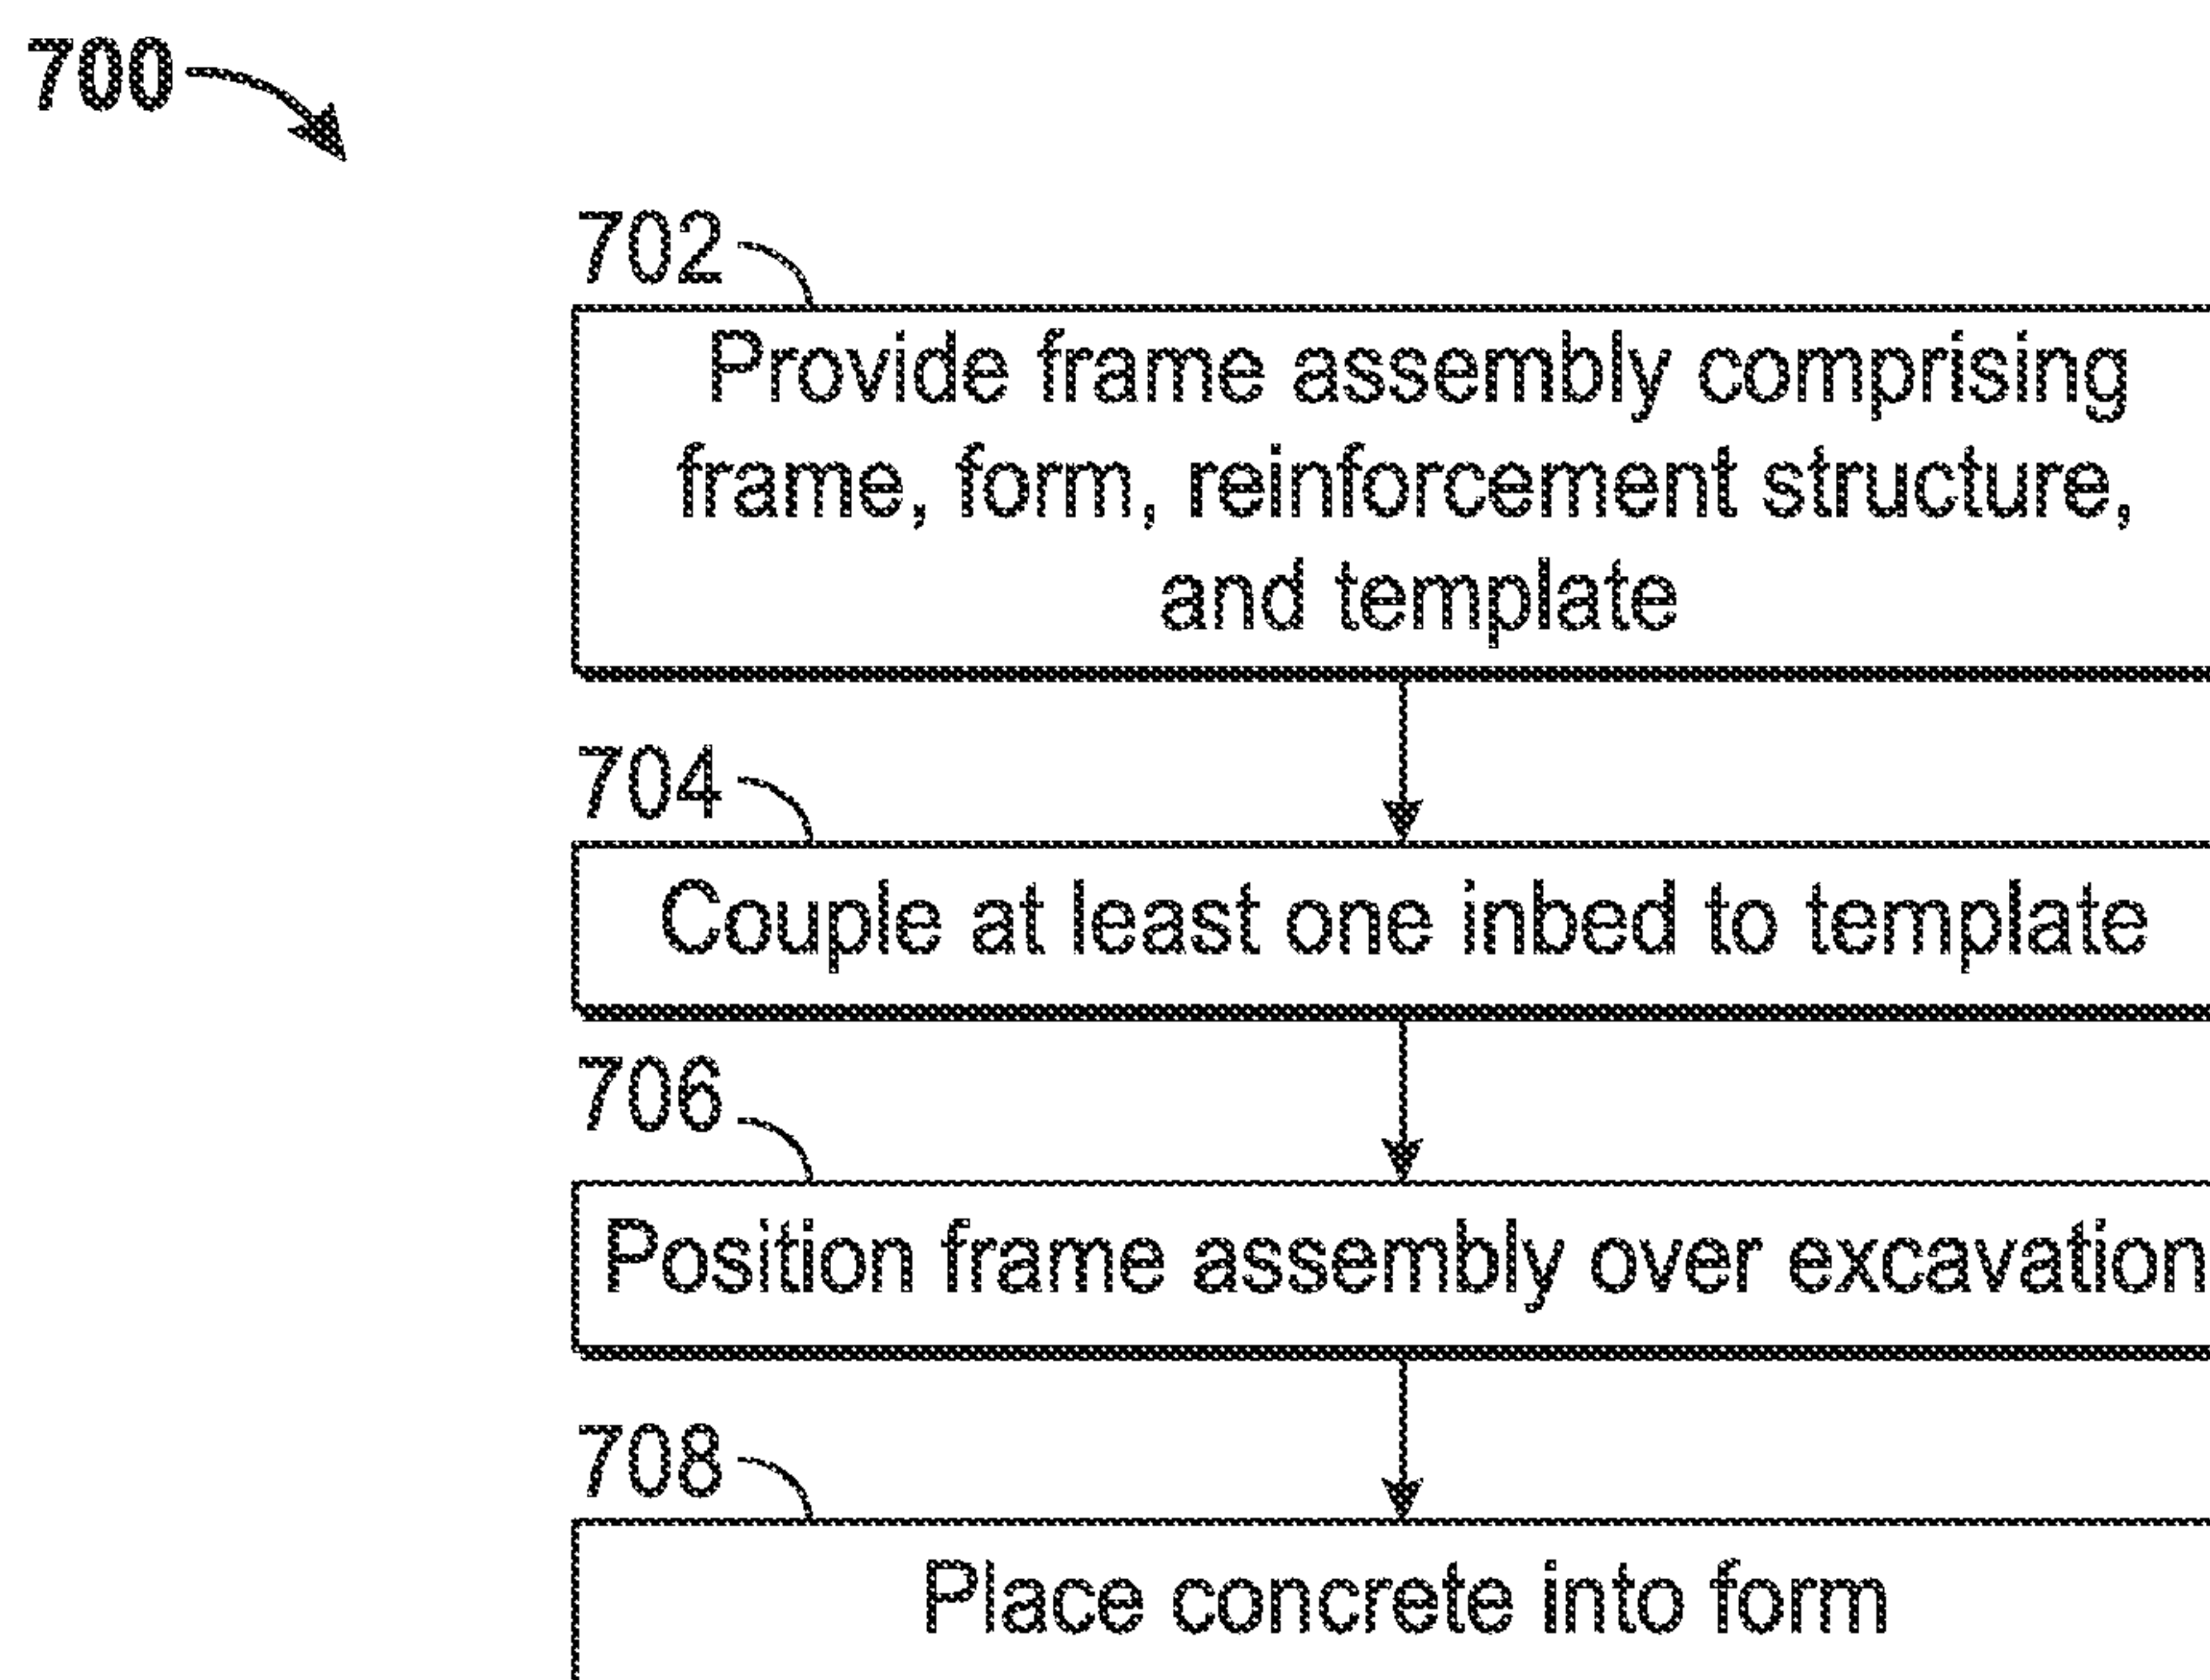 700
702
Provide frame assembly comprising
frame, form, reinforcement structure,
and template
704
Couple at least one inbed to template
706
Position frame assembly over excavation
708
Place concrete into form